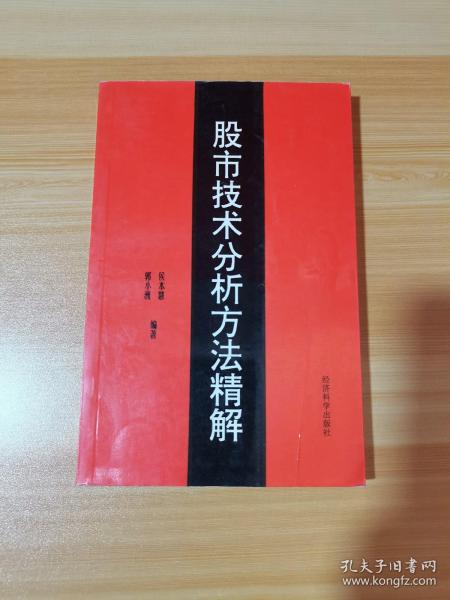 股市技术分析方法精解
侯本慧
郭小洲
编著
经济科学出版社
孔夫子旧书网
www.kongfz.com